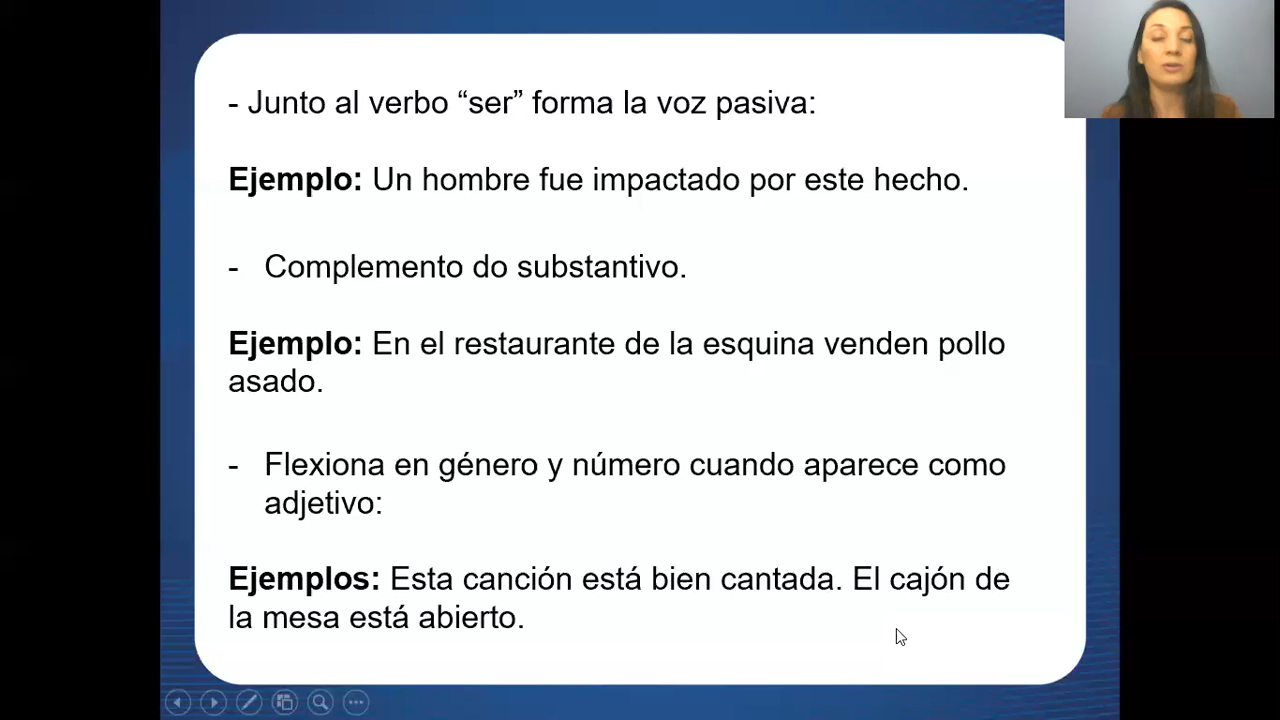 - Junto al verbo “ser” forma la voz pasiva:
Ejemplo: Un hombre fue impactado por este hecho.
- Complemento do substantivo.
Ejemplo: En el restaurante de la esquina venden pollo
asado.
- Flexiona en género y número cuando aparece como
adjetivo:
Ejemplos: Esta canción está bien cantada. El cajón de
la mesa está abierto.